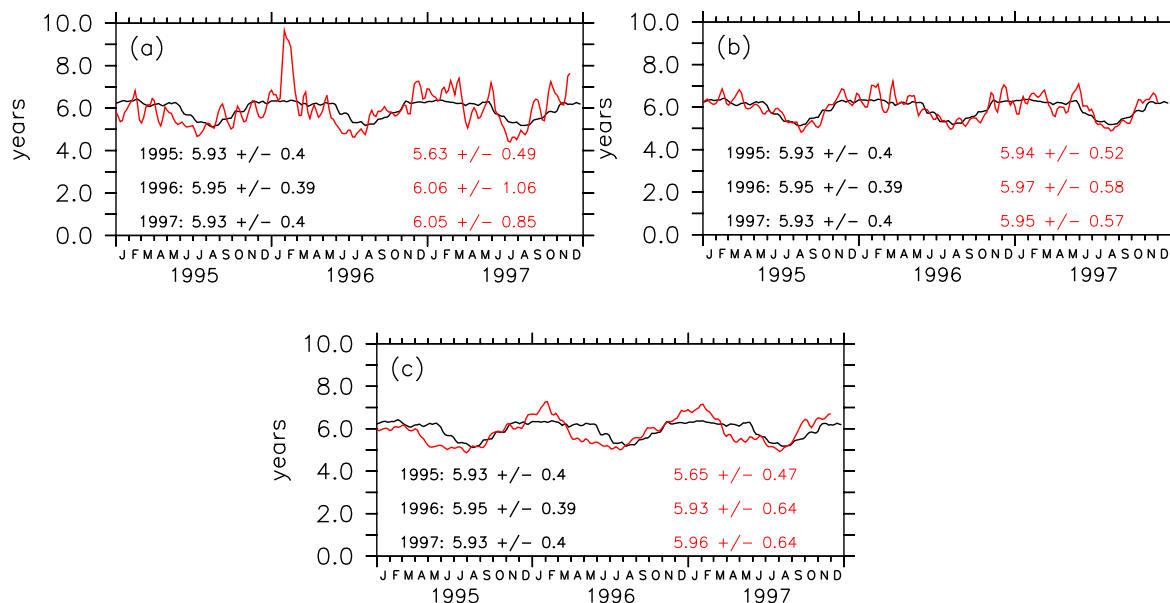 (a)
10.0
8.0
6.0
4.0
2.0
0.0
years
1995: 5.93 +/- 0.4 5.63 +/- 0.49
1996: 5.95 +/- 0.39 6.06 +/- 1.06
1997: 5.93 +/- 0.4 6.05 +/- 0.85
J F M A M J J A S O N D J F M A M J J A S O N D J F M A M J J A S O N D
1995 1996 1997
(b)
10.0
8.0
6.0
4.0
2.0
0.0
years
1995: 5.93 +/- 0.4 5.94 +/- 0.52
1996: 5.95 +/- 0.39 5.97 +/- 0.58
1997: 5.93 +/- 0.4 5.95 +/- 0.57
J F M A M J J A S O N D J F M A M J J A S O N D J F M A M J J A S O N D
1995 1996 1997
(c)
10.0
8.0
6.0
4.0
2.0
0.0
years
1995: 5.93 +/- 0.4 5.65 +/- 0.47
1996: 5.95 +/- 0.39 5.93 +/- 0.64
1997: 5.93 +/- 0.4 5.96 +/- 0.64
J F M A M J J A S O N D J F M A M J J A S O N D J F M A M J J A S O N D
1995 1996 1997